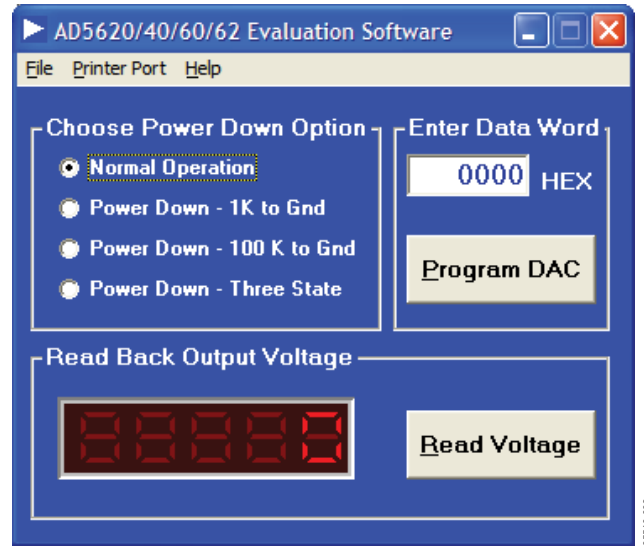 AD5620/40/60/62 Evaluation Software
File Printer Port Help
Choose Power Down Option
Normal Operation
Power Down - 1K to Gnd
Power Down - 100 K to Gnd
Power Down - Three State
Enter Data Word
0000 HEX
Program DAC
Read Back Output Voltage
0
Read Voltage